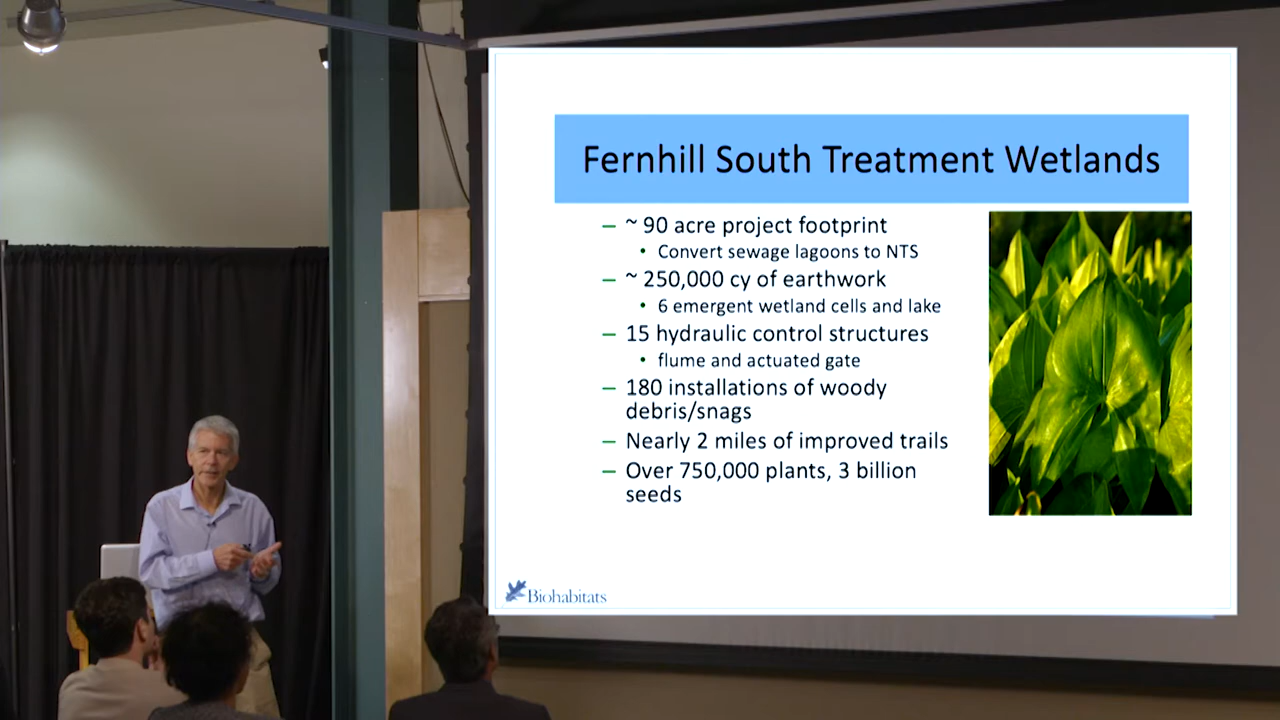 Fernhill South Treatment Wetlands
– ~ 90 acre project footprint
• Convert sewage lagoons to NTS
– ~ 250,000 cy of earthwork
• 6 emergent wetland cells and lake
– 15 hydraulic control structures
• flume and actuated gate
– 180 installations of woody
debris/snags
– Nearly 2 miles of improved trails
– Over 750,000 plants, 3 billion
seeds
Biohabitats